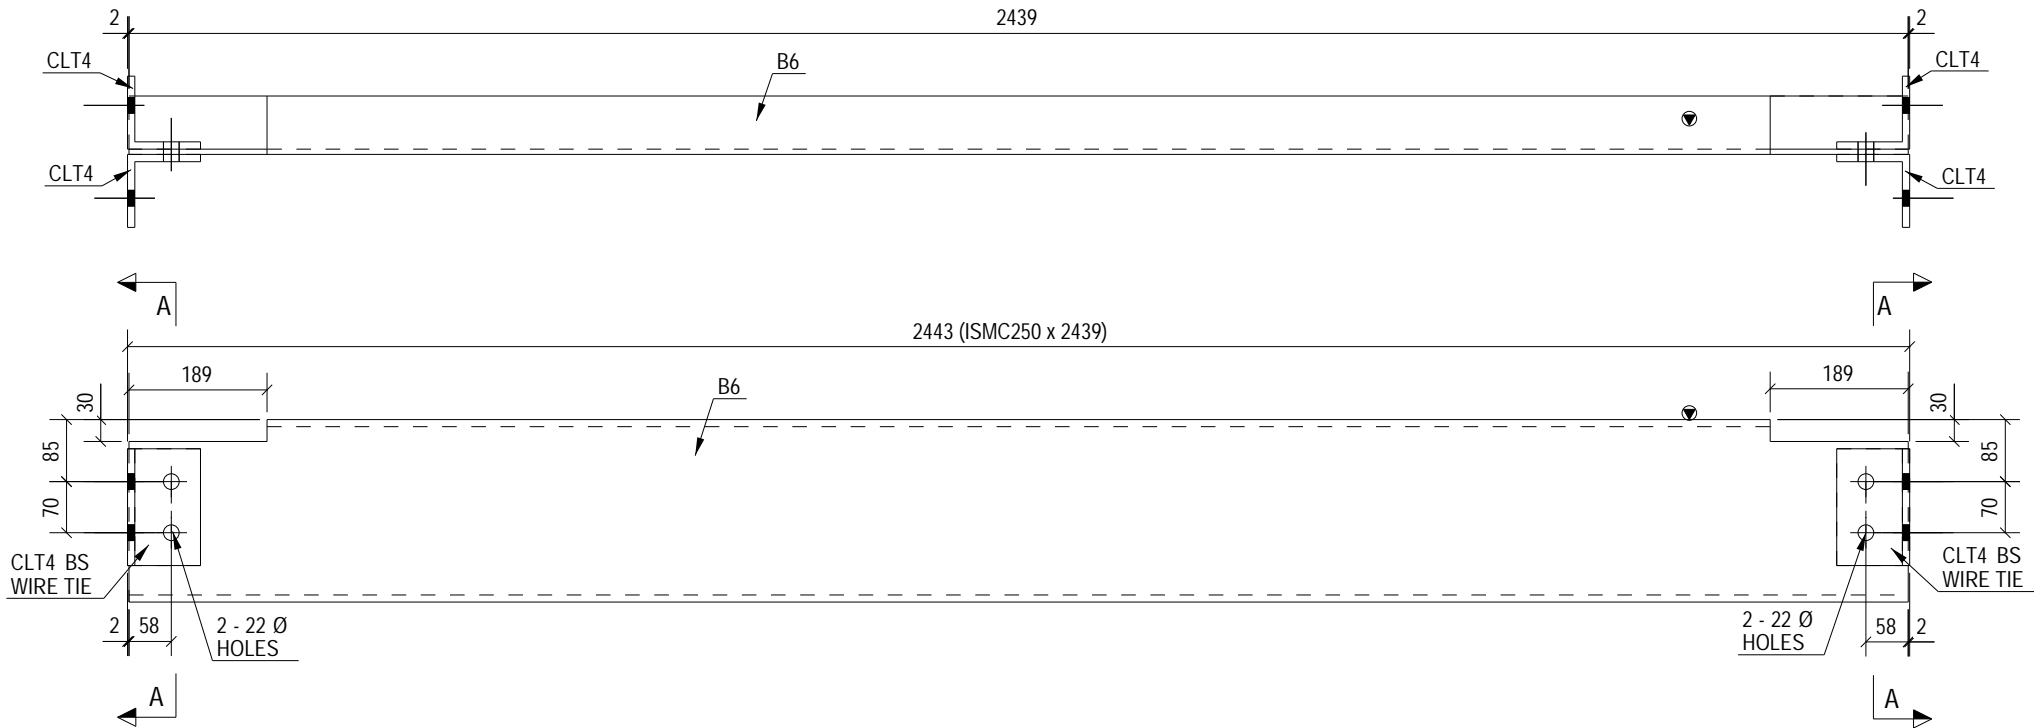 2 2439 2
CLT4 B6 CLT4
CLT4 CLT4
A A
2443 (ISMC250 x 2439)
189 B6 189
30 30
85 85
70 70
CLT4 BS
WIRE TIE
CLT4 BS
WIRE TIE
2 58
2 - 22 Ø
HOLES
2 - 22 Ø
HOLES
58 2
A A